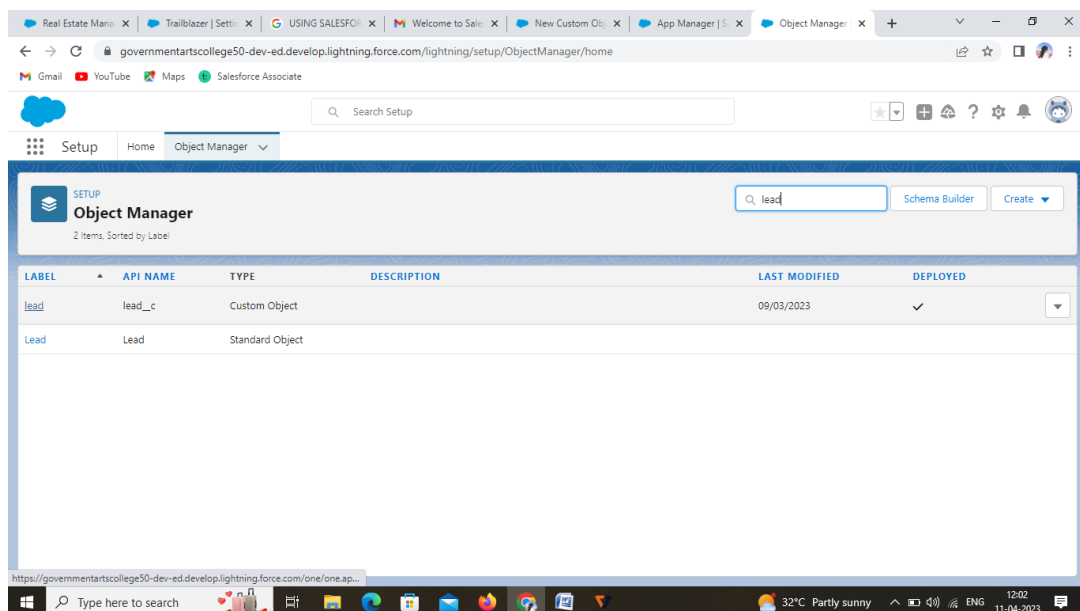 Real Estate Mana
Trailblazer | Settin
USING SALESFOR
Welcome to Sale
New Custom Obj
App Manager | S
Object Manager
governmentartscollege50-dev-ed.develop.lightning.force.com/lightning/setup/ObjectManager/home
Gmail YouTube Maps Salesforce Associate
Search Setup
Setup Home Object Manager
SETUP
Object Manager
2 Items, Sorted by Label
lead Schema Builder Create
LABEL API NAME TYPE DESCRIPTION LAST MODIFIED DEPLOYED
lead lead__c Custom Object 09/03/2023
Lead Lead Standard Object
https://governmentartscollege50-dev-ed.develop.lightning.force.com/one/one.ap...
Type here to search 32°C Partly sunny ENG 12:02
11-04-2023